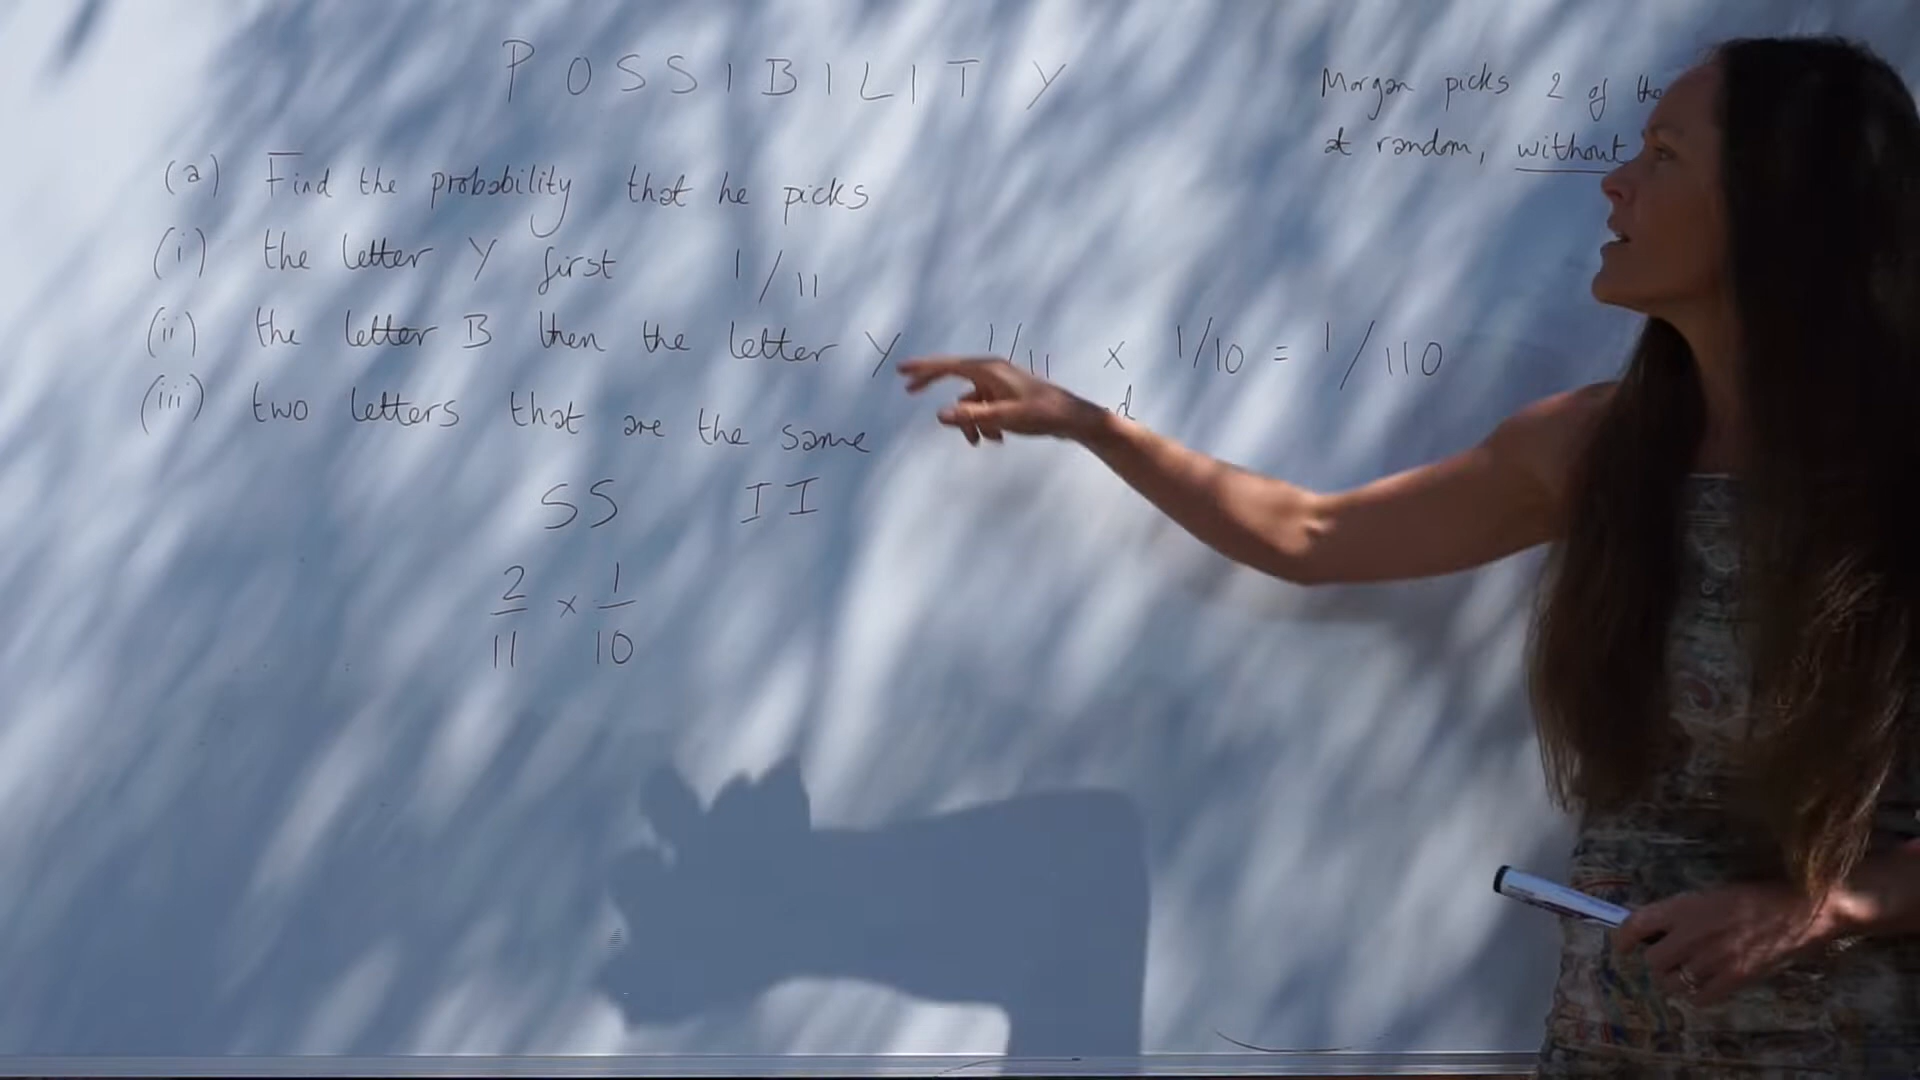 POSSIBILITY
Morgan picks 2 of the
at random, without
(a) Find the probability that he picks
(i) the letter Y first 1/11
(ii) the letter B then the letter Y 1/11 x 1/10 = 1/110
(iii) two letters that are the same
SS II
2/11 x 1/10